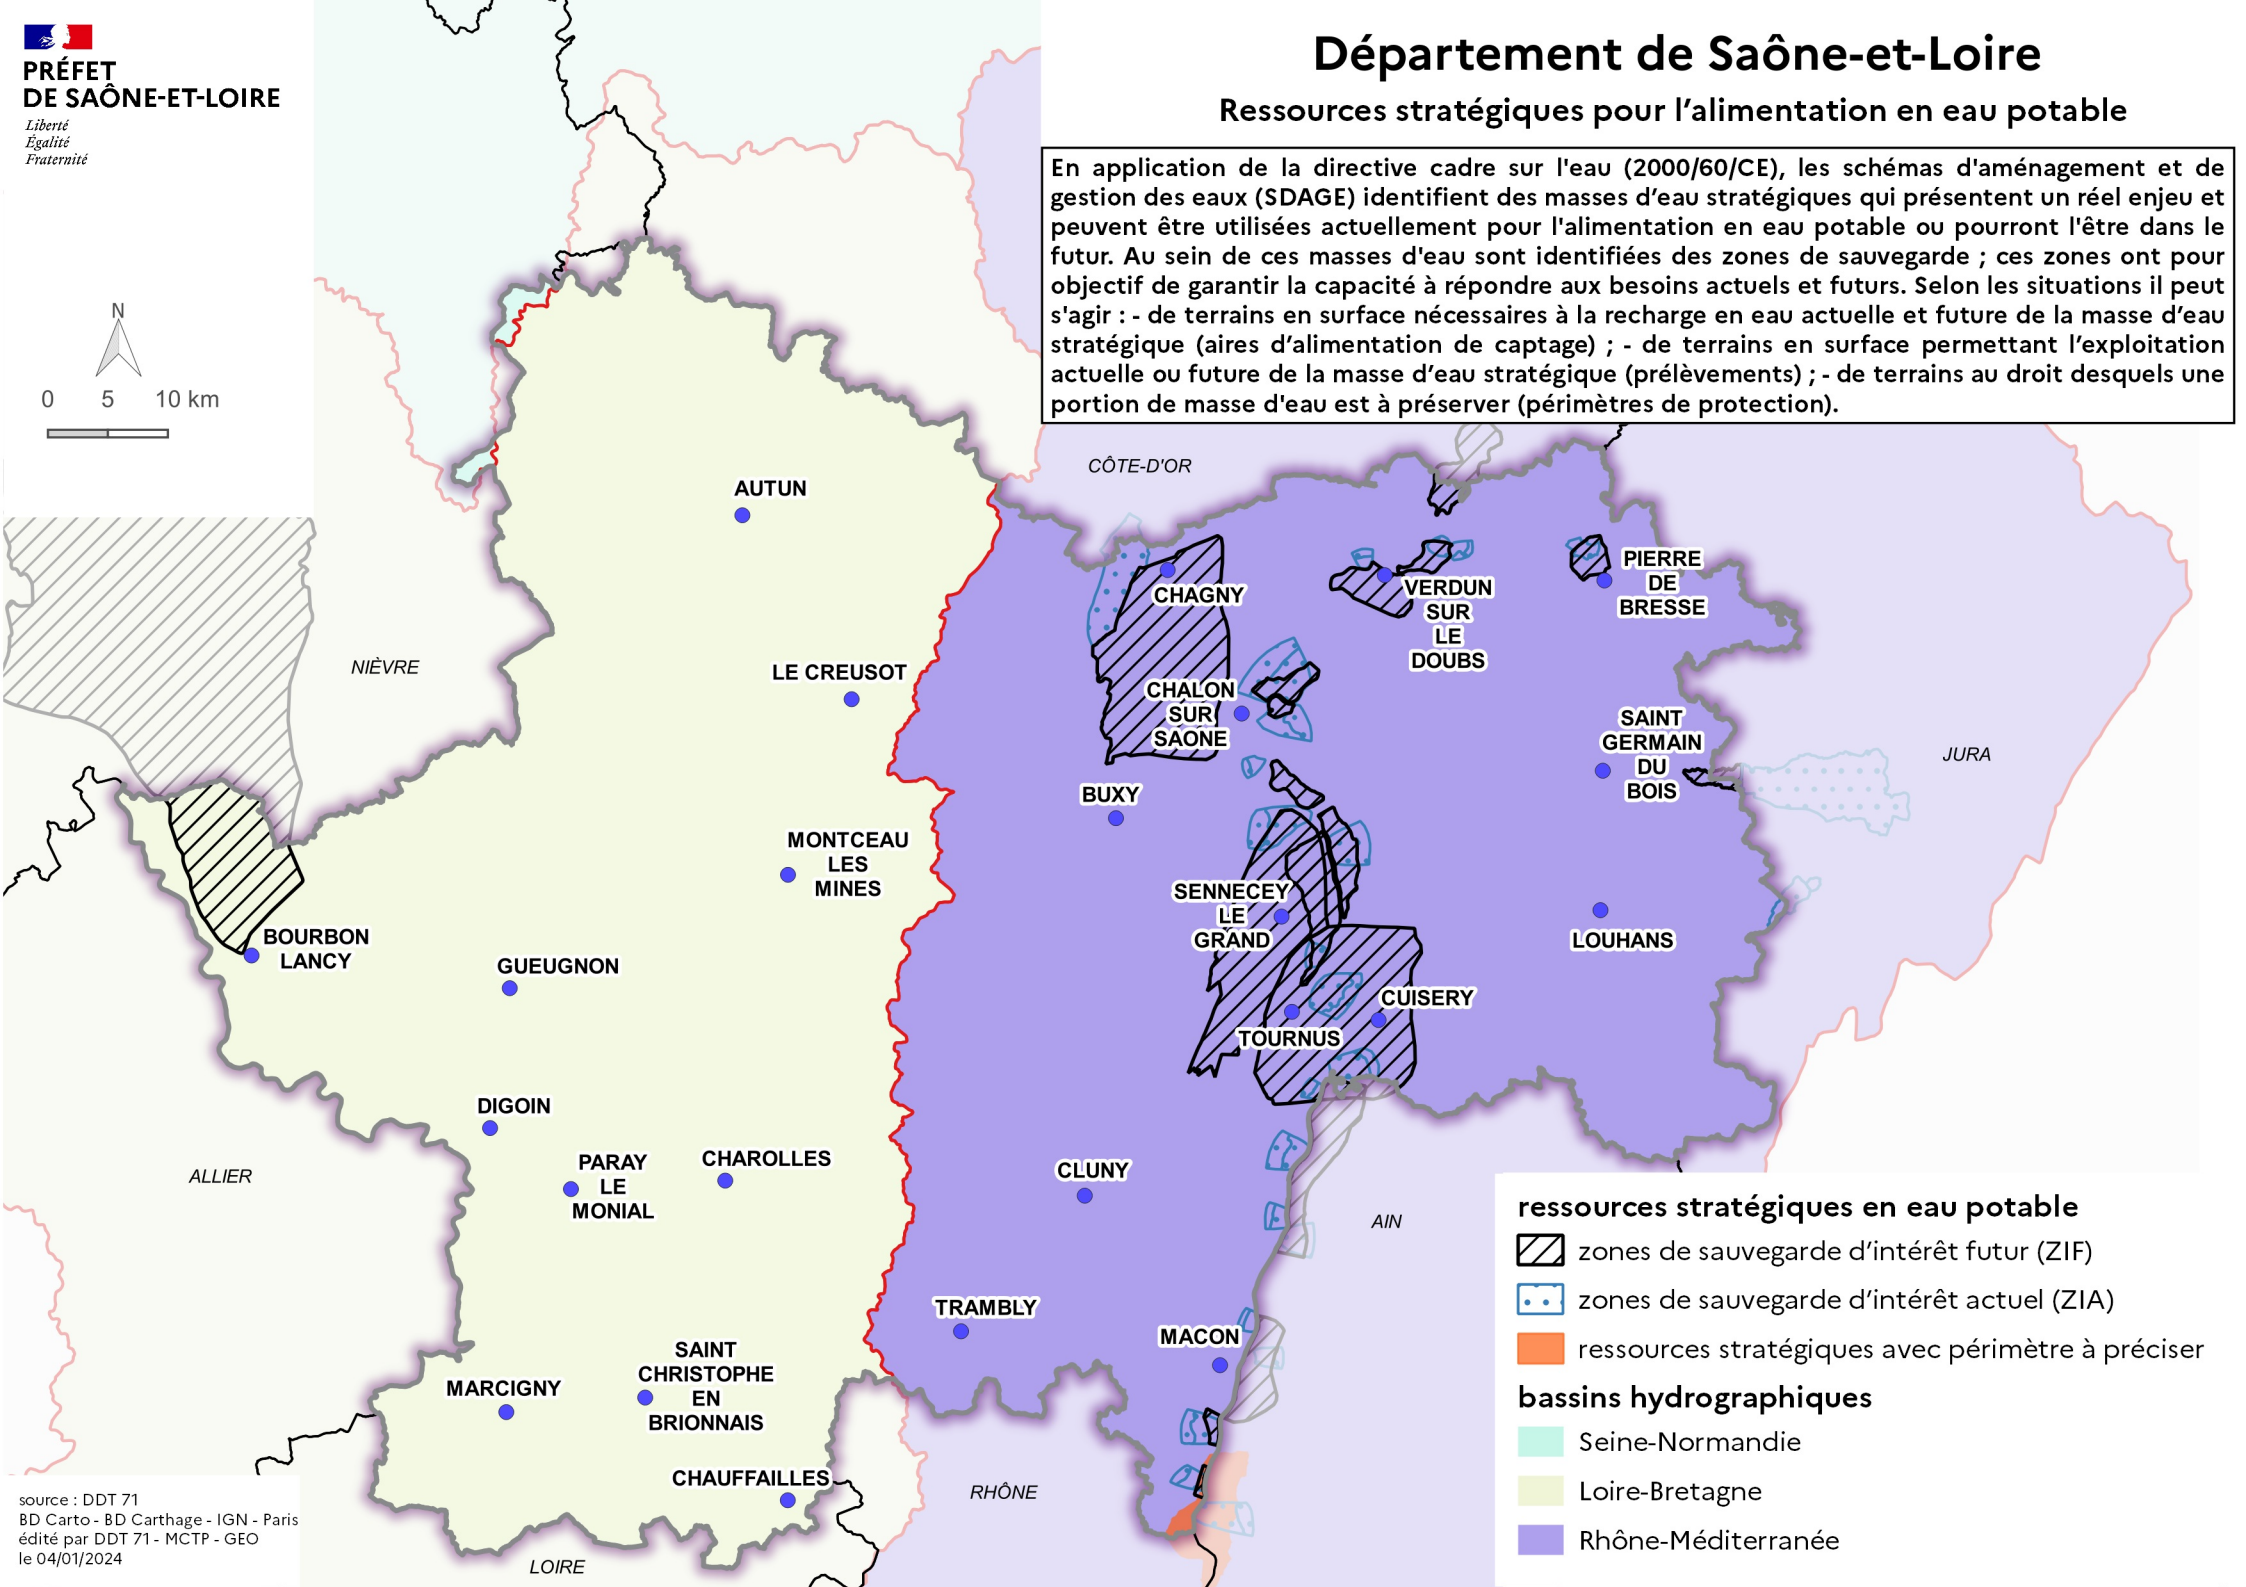 PRÉFET
DE SAÔNE-ET-LOIRE
Liberté
Égalité
Fraternité
Département de Saône-et-Loire
Ressources stratégiques pour l’alimentation en eau potable
En application de la directive cadre sur l'eau (2000/60/CE), les schémas d'aménagement et de
gestion des eaux (SDAGE) identifient des masses d’eau stratégiques qui présentent un réel enjeu et
peuvent être utilisées actuellement pour l'alimentation en eau potable ou pourront l'être dans le
futur. Au sein de ces masses d'eau sont identifiées des zones de sauvegarde ; ces zones ont pour
objectif de garantir la capacité à répondre aux besoins actuels et futurs. Selon les situations il peut
s'agir : - de terrains en surface nécessaires à la recharge en eau actuelle et future de la masse d’eau
stratégique (aires d’alimentation de captage) ; - de terrains en surface permettant l’exploitation
actuelle ou future de la masse d’eau stratégique (prélèvements) ; - de terrains au droit desquels une
portion de masse d'eau est à préserver (périmètres de protection).
N
0 5 10 km
CÔTE-D'OR
AUTUN
CHAGNY
PIERRE
DE
BRESSE
VERDUN
SUR
LE
DOUBS
NIÈVRE
LE CREUSOT
CHALON
SUR
SAONE
SAINT
GERMAIN
DU
BOIS
JURA
BUXY
MONTCEAU
LES
MINES
SENNECEY
LE
GRAND
BOURBON
LANCY
LOUHANS
GUEUGNON
CUISERY
TOURNUS
DIGOIN
ALLIER
PARAY
LE
MONIAL
CHAROLLES
CLUNY
AIN
TRAMBLY
MACON
SAINT
CHRISTOPHE
EN
BRIONNAIS
MARCIGNY
CHAUFFAILLES
RHÔNE
LOIRE
ressources stratégiques en eau potable
zones de sauvegarde d’intérêt futur (ZIF)
zones de sauvegarde d’intérêt actuel (ZIA)
ressources stratégiques avec périmètre à préciser
bassins hydrographiques
Seine-Normandie
Loire-Bretagne
Rhône-Méditerranée
source : DDT 71
BD Carto - BD Carthage - IGN - Paris
édité par DDT 71 - MCTP - GEO
le 04/01/2024